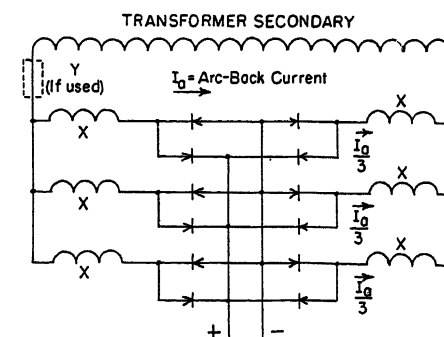 TRANSFORMER SECONDARY
Y
(If used)
Ia = Arc-Back Current
X
X
Ia
3
X
X
Ia
3
X
X
Ia
3
+ −